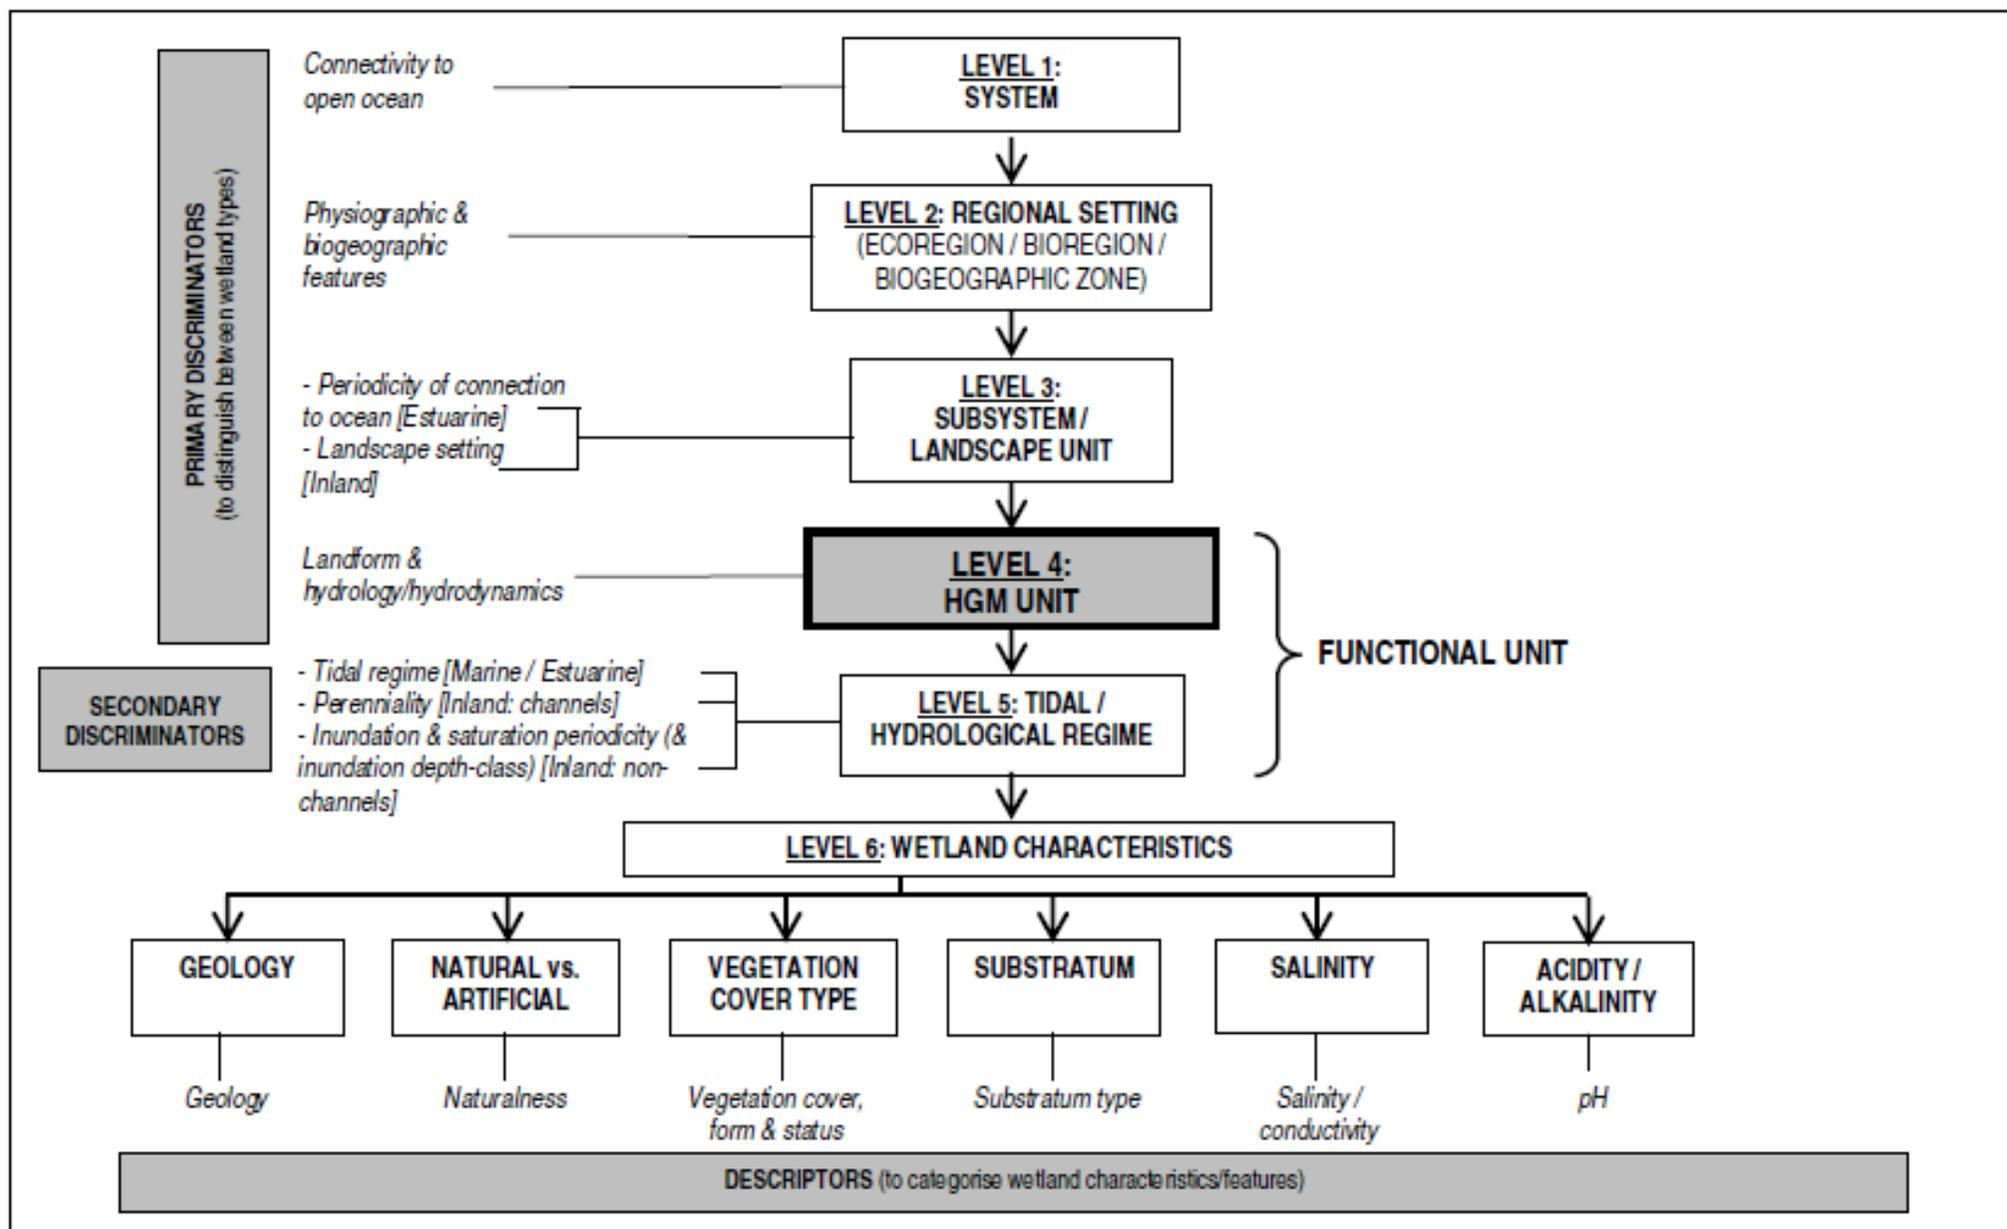 PRIMARY DISCRIMINATORS
(to distinguish between wetland types)
Connectivity to
open ocean
LEVEL 1:
SYSTEM
Physiographic &
biogeographic
features
LEVEL 2: REGIONAL SETTING
(ECOREGION / BIOREGION /
BIOGEOGRAPHIC ZONE)
- Periodicity of connection
to ocean [Estuarine]
- Landscape setting
[Inland]
LEVEL 3:
SUBSYSTEM /
LANDSCAPE UNIT
Landform &
hydrology/hydrodynamics
LEVEL 4:
HGM UNIT
FUNCTIONAL UNIT
SECONDARY
DISCRIMINATORS
- Tidal regime [Marine / Estuarine]
- Perenniality [Inland: channels]
- Inundation & saturation periodicity (&
inundation depth-class) [Inland: non-
channels]
LEVEL 5: TIDAL /
HYDROLOGICAL REGIME
LEVEL 6: WETLAND CHARACTERISTICS
GEOLOGY
NATURAL vs.
ARTIFICIAL
VEGETATION
COVER TYPE
SUBSTRATUM
SALINITY
ACIDITY /
ALKALINITY
Geology
Naturalness
Vegetation cover,
form & status
Substratum type
Salinity /
conductivity
pH
DESCRIPTORS (to categorise wetland characteristics/features)